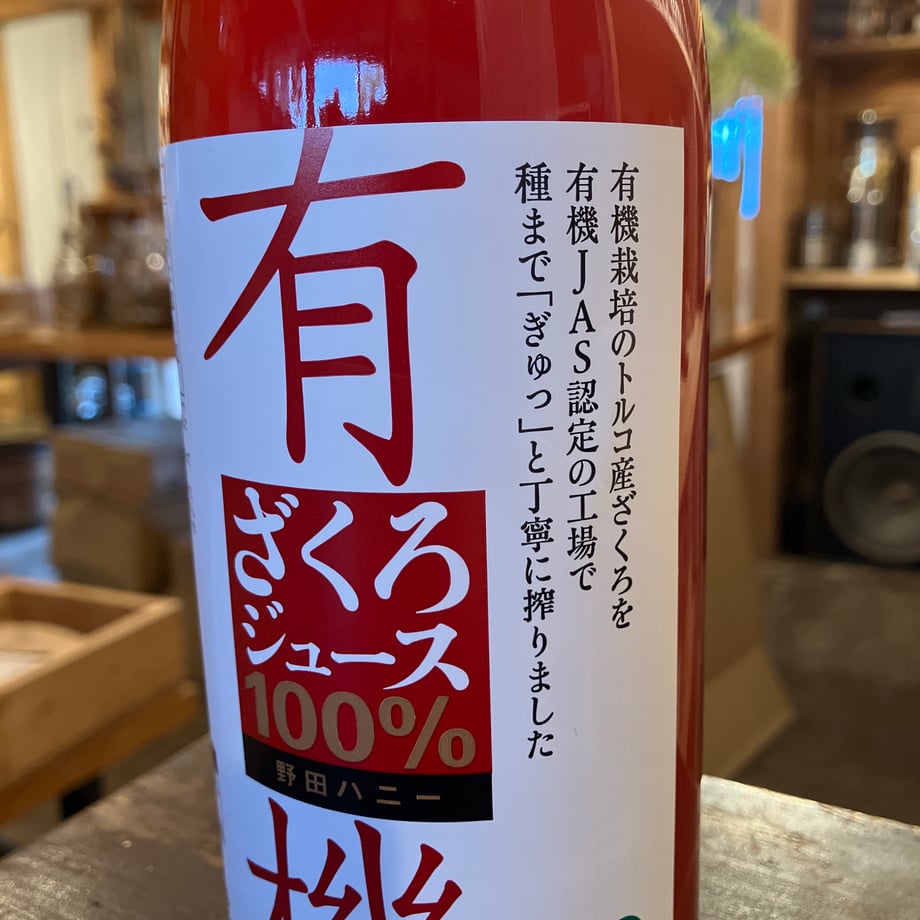 有機
ざくろ
ジュース
100%
野田ハニー
有機栽培のトルコ産ざくろを
有機JAS認定の工場で
種まで「ぎゅっ」と丁寧に搾りました